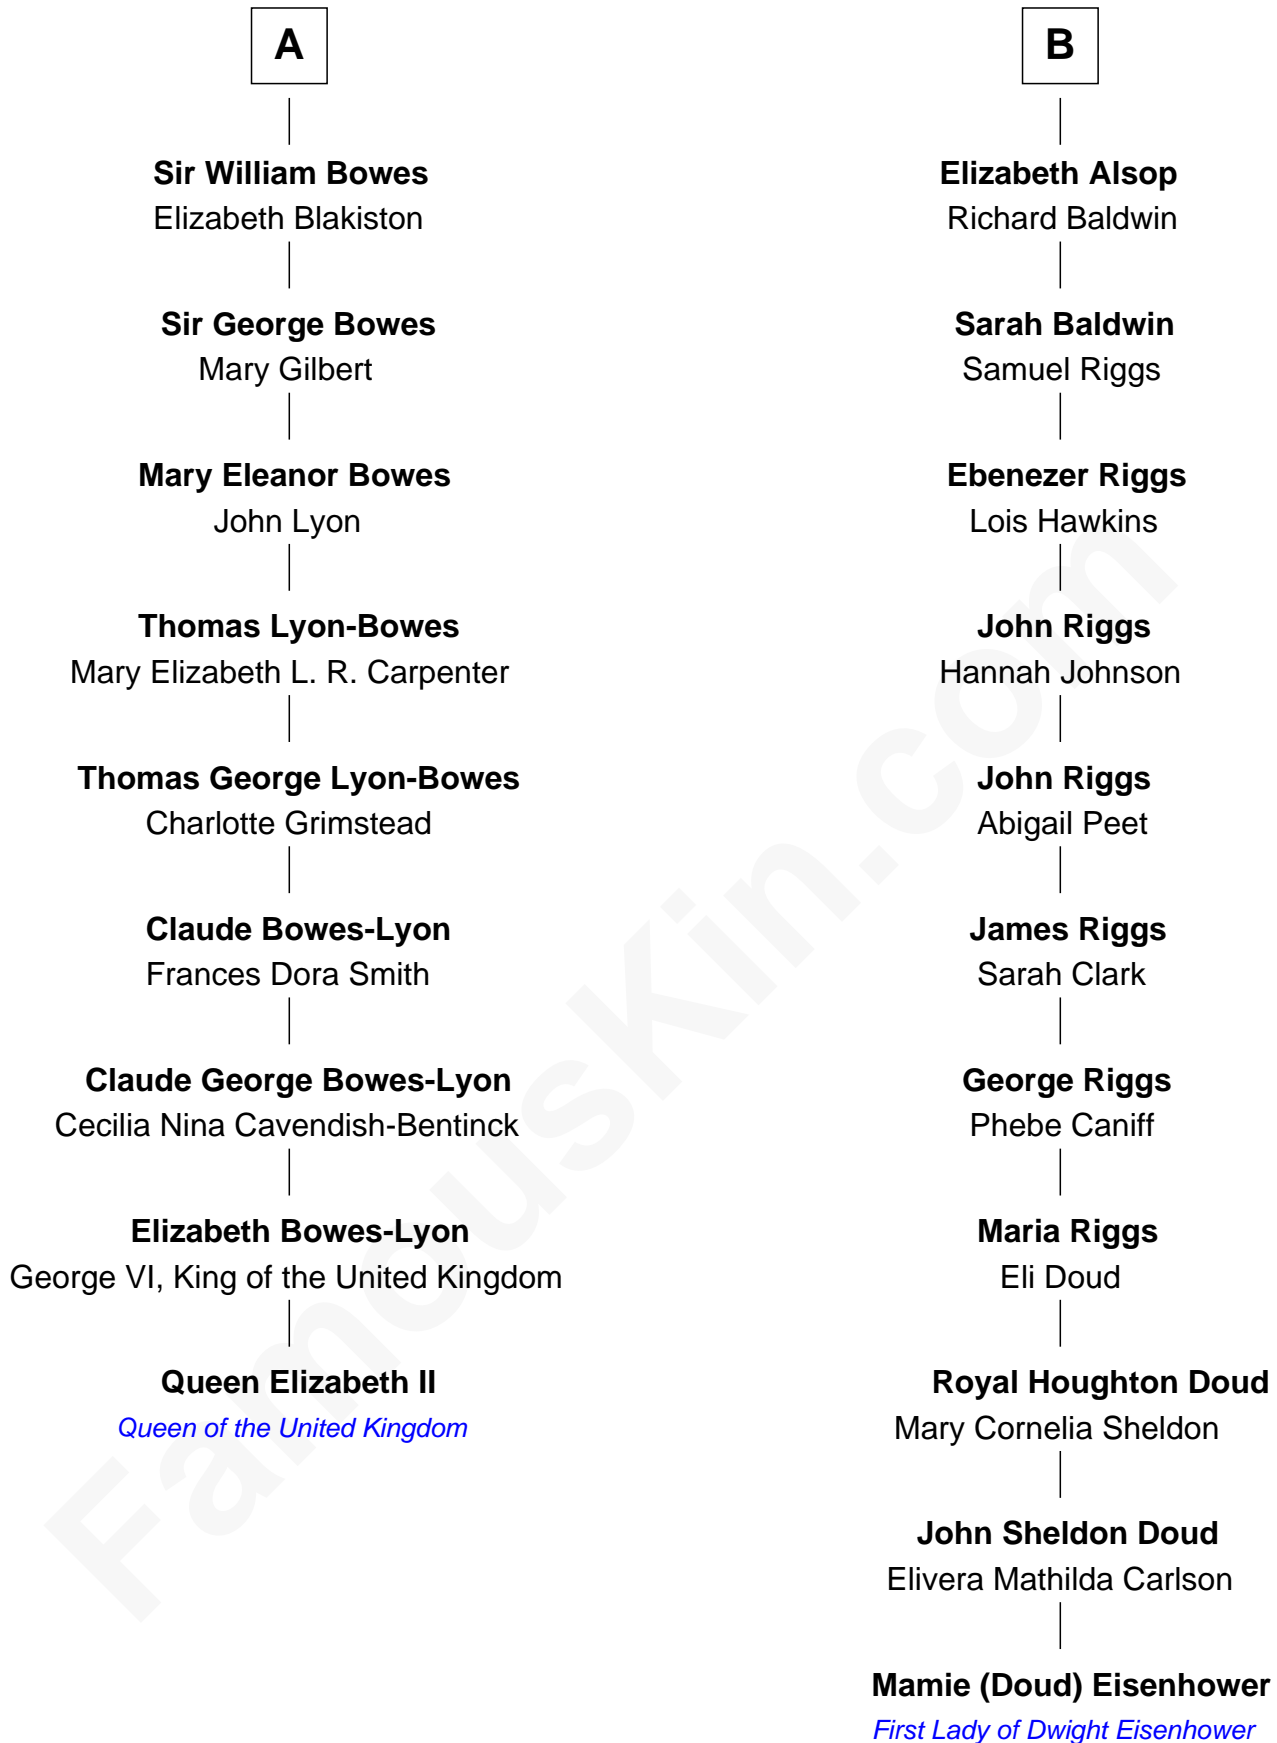 A
Sir William Bowes
Elizabeth Blakiston
Sir George Bowes
Mary Gilbert
Mary Eleanor Bowes
John Lyon
Thomas Lyon-Bowes
Mary Elizabeth L. R. Carpenter
Thomas George Lyon-Bowes
Charlotte Grimstead
Claude Bowes-Lyon
Frances Dora Smith
Claude George Bowes-Lyon
Cecilia Nina Cavendish-Bentinck
Elizabeth Bowes-Lyon
George VI, King of the United Kingdom
Queen Elizabeth II
Queen of the United Kingdom
B
Elizabeth Alsop
Richard Baldwin
Sarah Baldwin
Samuel Riggs
Ebenezer Riggs
Lois Hawkins
John Riggs
Hannah Johnson
John Riggs
Abigail Peet
James Riggs
Sarah Clark
George Riggs
Phebe Caniff
Maria Riggs
Eli Doud
Royal Houghton Doud
Mary Cornelia Sheldon
John Sheldon Doud
Elivera Mathilda Carlson
Mamie (Doud) Eisenhower
First Lady of Dwight Eisenhower
FamousKin.com